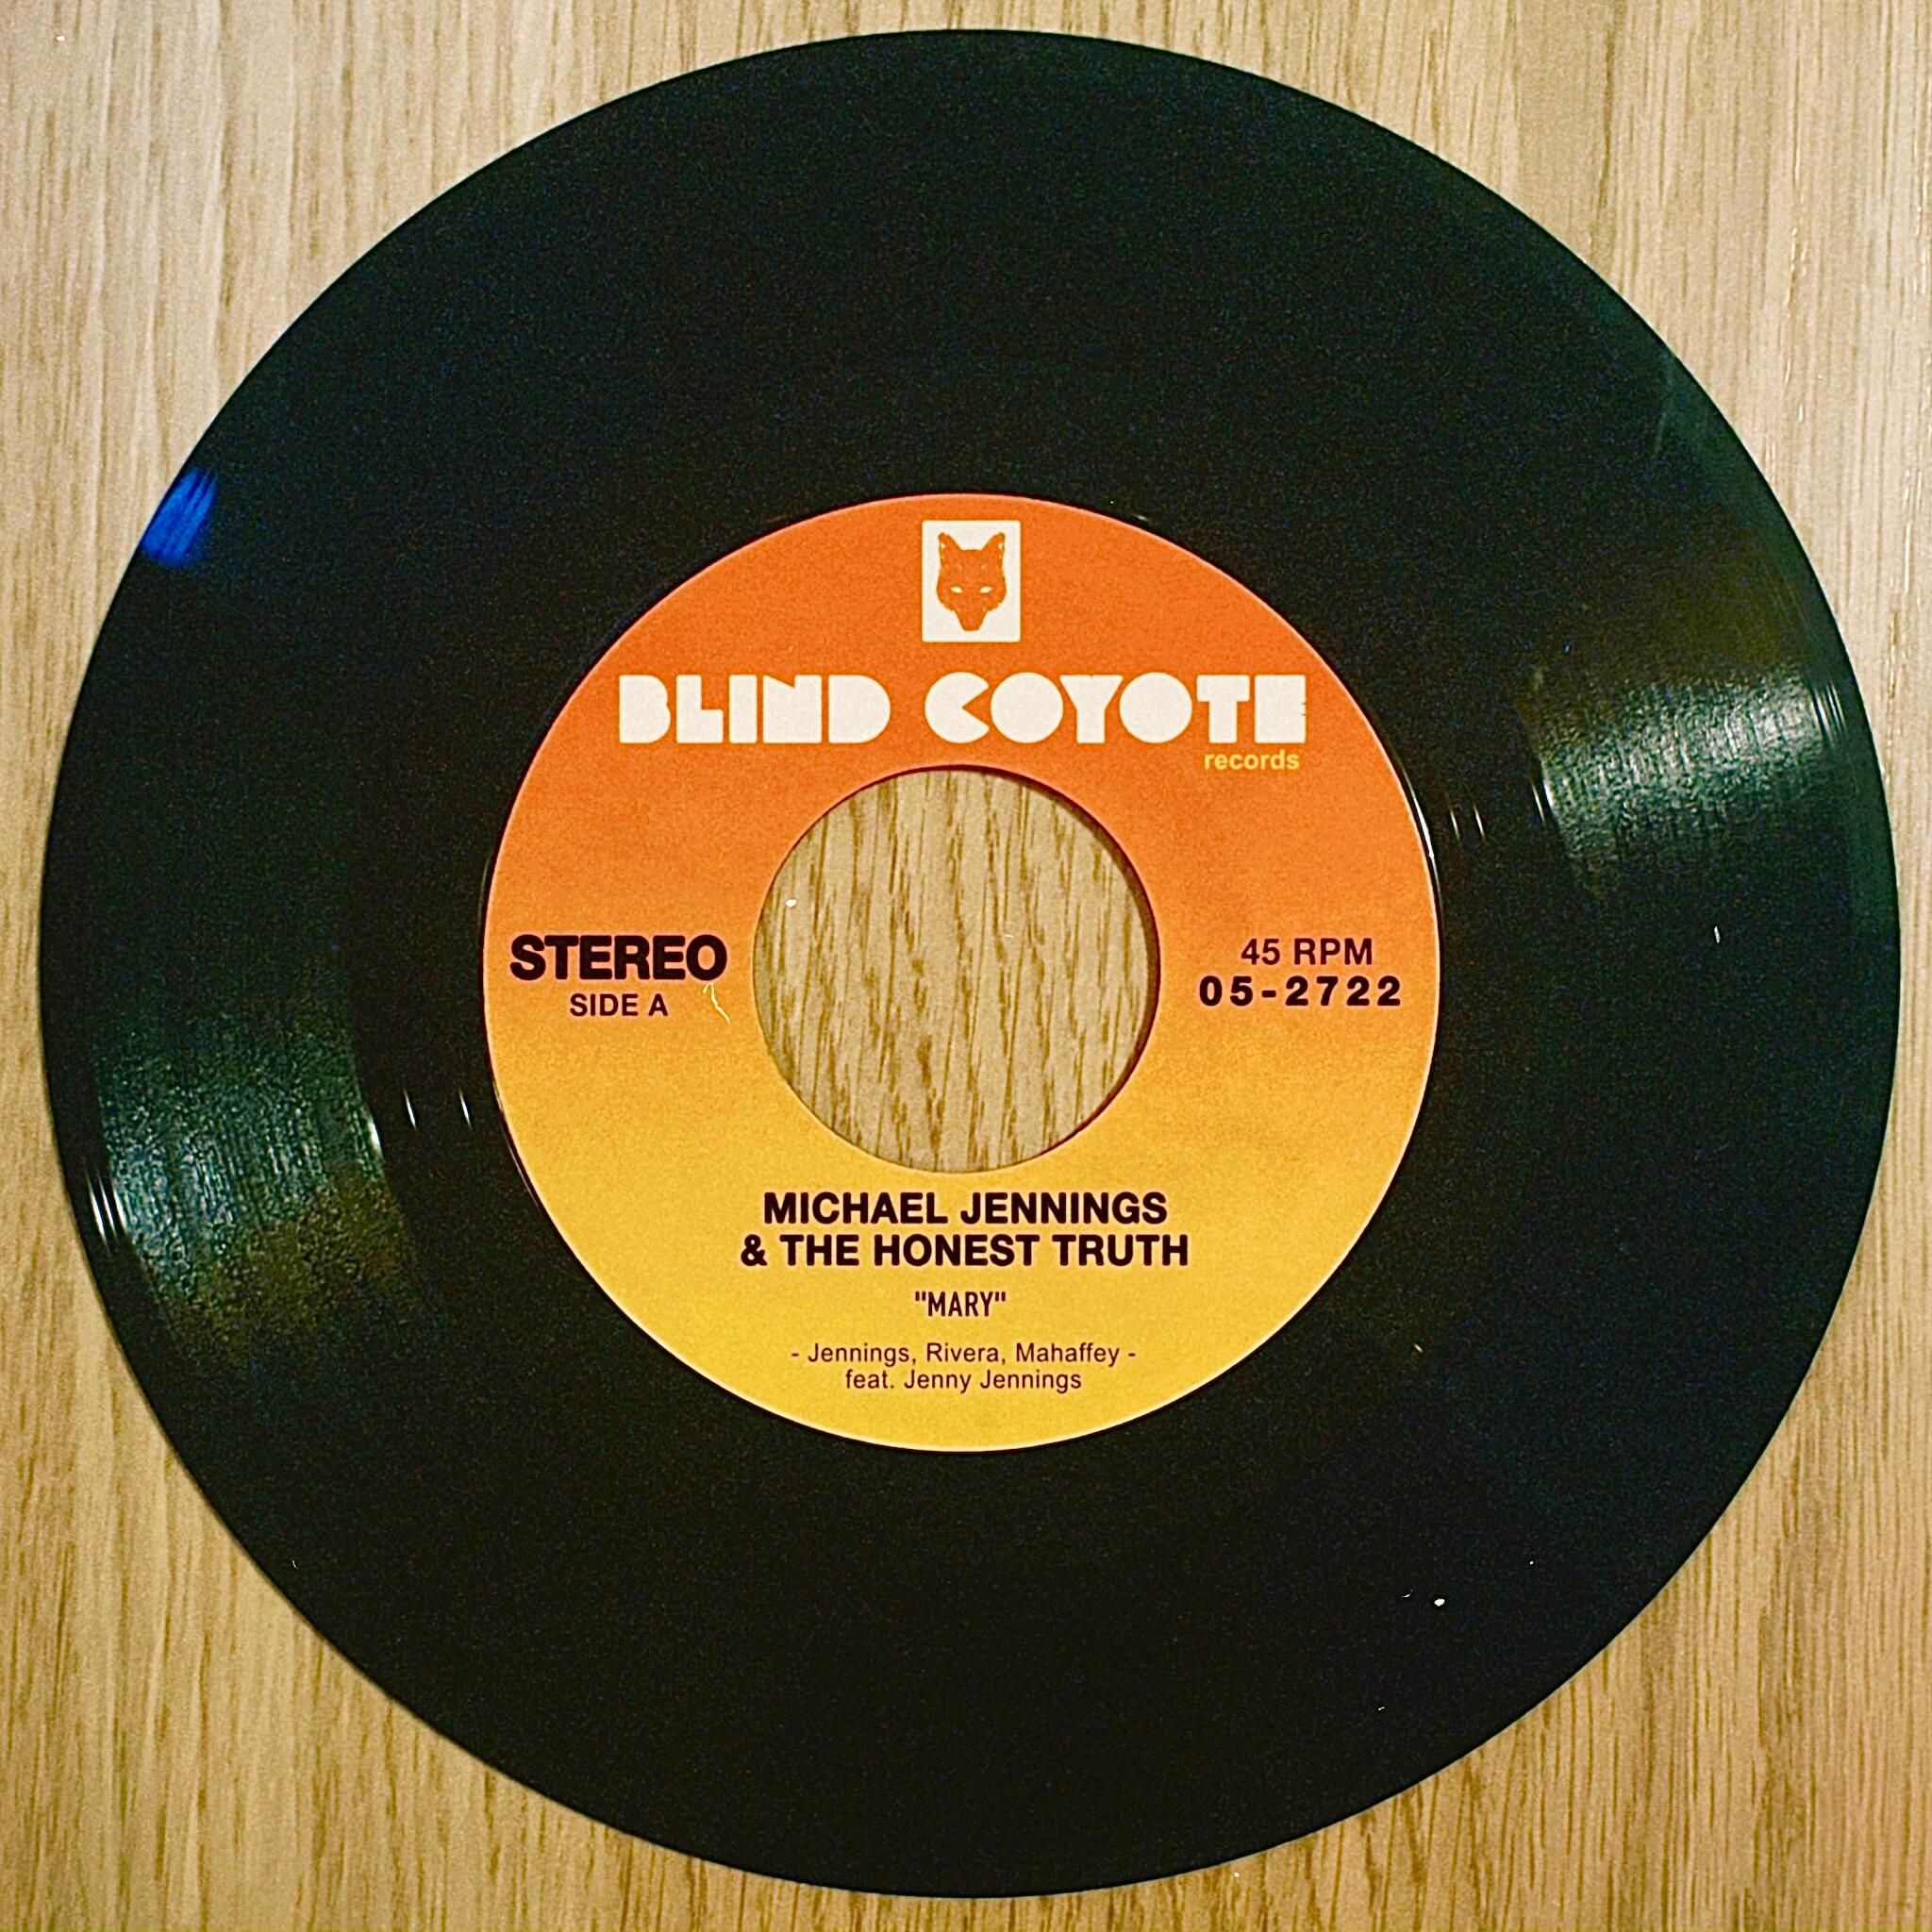 BLIND COYOTE
records
STEREO
SIDE A
45 RPM
05-2722
MICHAEL JENNINGS
& THE HONEST TRUTH
"MARY"
- Jennings, Rivera, Mahaffey -
feat. Jenny Jennings